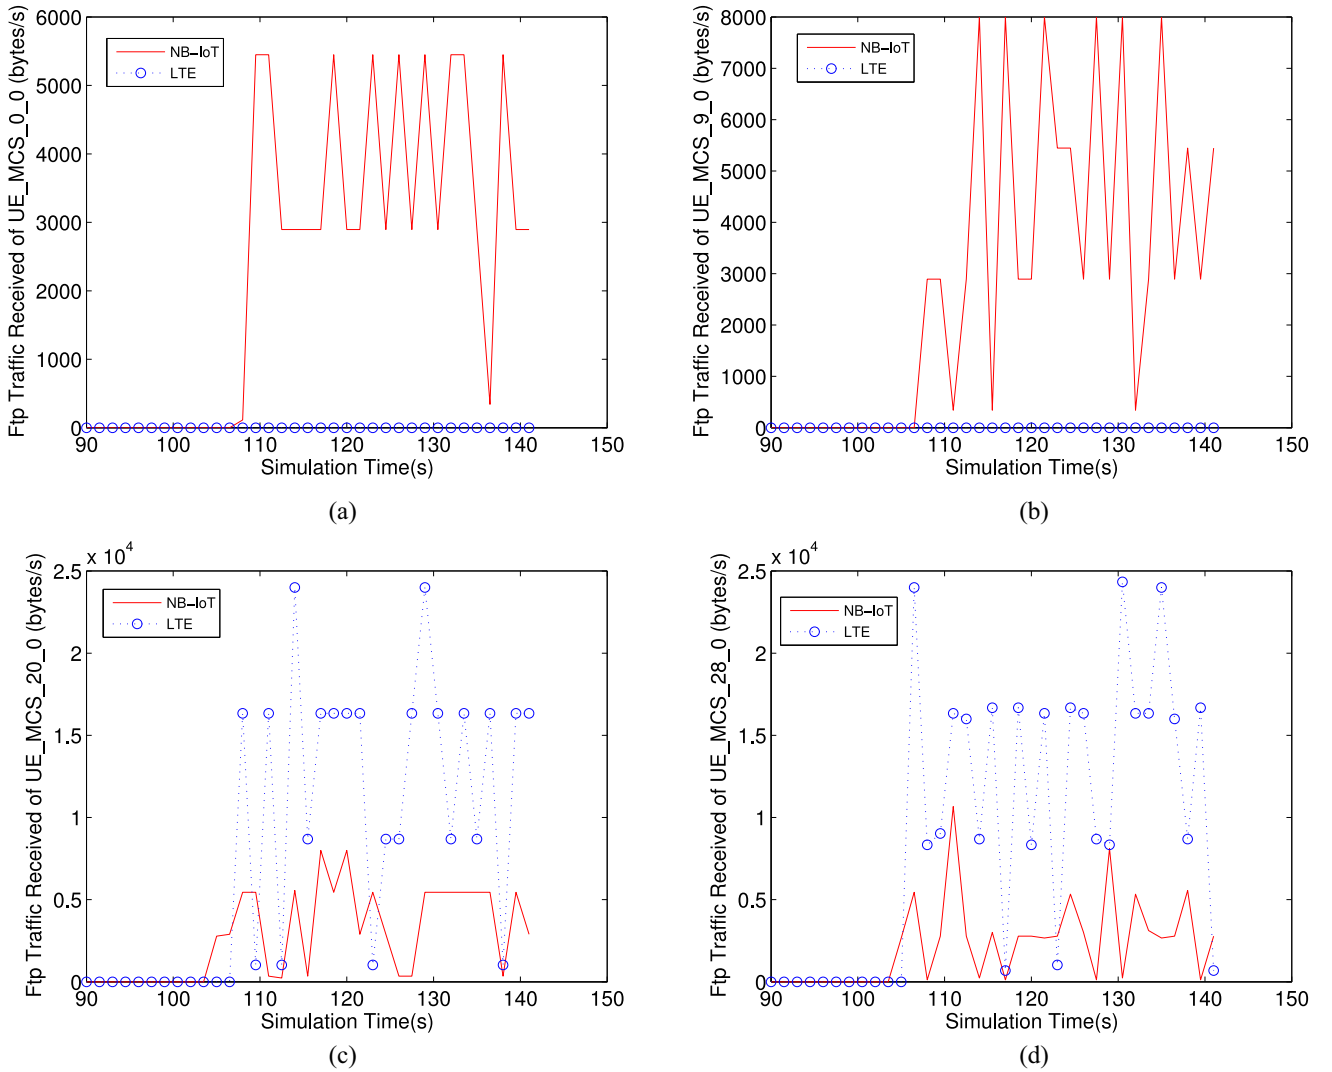 Ftp Traffic Received of UE_MCS_0_0 (bytes/s)
6000
5000
4000
3000
2000
1000
0
NB−IoT
LTE
90 100 110 120 130 140 150
Simulation Time(s)
(a)
Ftp Traffic Received of UE_MCS_9_0 (bytes/s)
8000
7000
6000
5000
4000
3000
2000
1000
0
NB−IoT
LTE
90 100 110 120 130 140 150
Simulation Time(s)
(b)
Ftp Traffic Received of UE_MCS_20_0 (bytes/s)
x 10^4
2.5
2
1.5
1
0.5
0
NB−IoT
LTE
90 100 110 120 130 140 150
Simulation Time(s)
(c)
Ftp Traffic Received of UE_MCS_28_0 (bytes/s)
x 10^4
2.5
2
1.5
1
0.5
0
NB−IoT
LTE
90 100 110 120 130 140 150
Simulation Time(s)
(d)